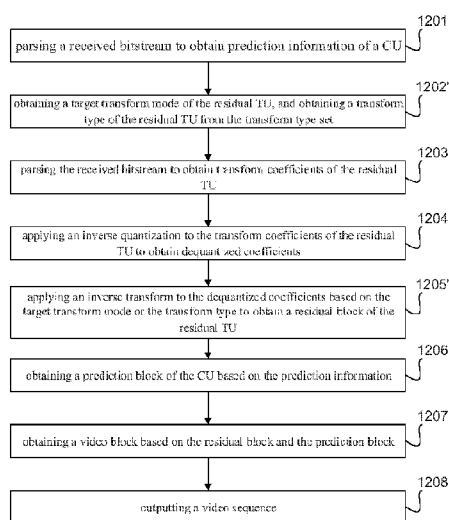 1201
parsing a received bitstream to obtain prediction information of a CU
1202'
obtaining a target transform mode of the residual TU, and obtaining a transform
type of the residual TU from the transform type set
1203
parsing the received bitstream to obtain transform coefficients of the residual
TU
1204
applying an inverse quantization to the transform coefficients of the residual
TU to obtain dequantized coefficients
1205'
applying an inverse transform to the dequantized coefficients based on the
target transform mode or the transform type to obtain a residual block of the
residual TU
1206
obtaining a prediction block of the CU based on the prediction information
1207
obtaining a video block based on the residual block and the prediction block
1208
outputting a video sequence